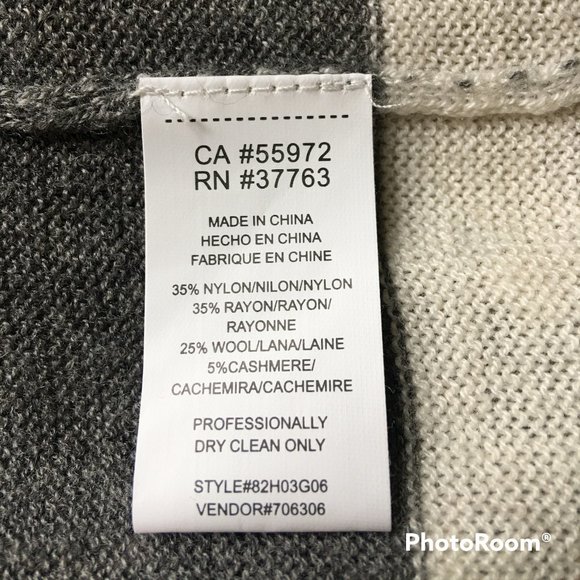 CA #55972
RN #37763
MADE IN CHINA
HECHO EN CHINA
FABRIQUE EN CHINE
35% NYLON/NILON/NYLON
35% RAYON/RAYON/
RAYONNE
25% WOOL/LANA/LAINE
5%CASHMERE/
CACHEMIRA/CACHEMIRE
PROFESSIONALLY
DRY CLEAN ONLY
STYLE#82H03G06
VENDOR#706306
PhotoRoom®